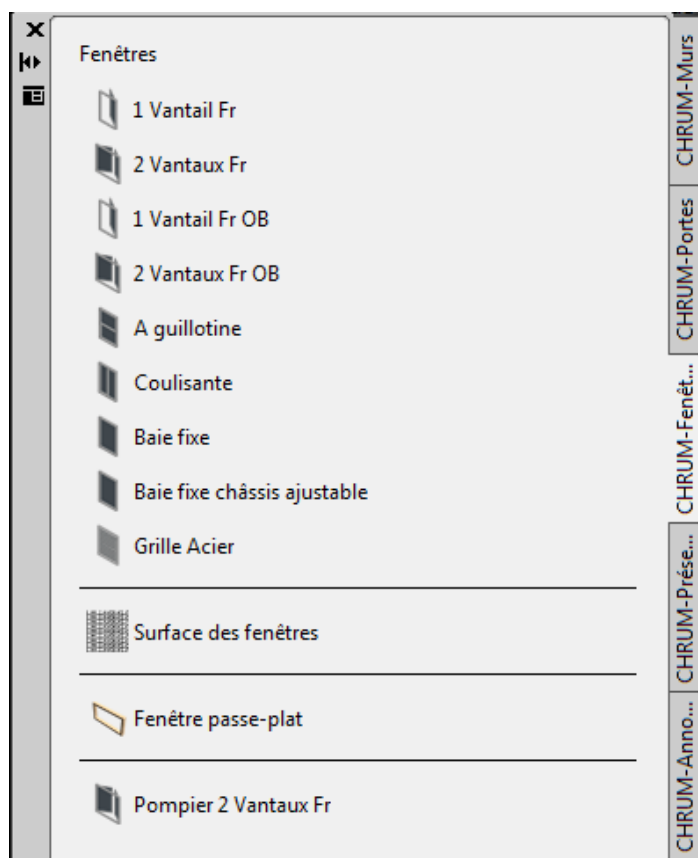 Fenêtres
1 Vantail Fr
2 Vantaux Fr
1 Vantail Fr OB
2 Vantaux Fr OB
A guillotine
Coulisante
Baie fixe
Baie fixe châssis ajustable
Grille Acier
Surface des fenêtres
Fenêtre passe-plat
Pompier 2 Vantaux Fr
CHRUM-Murs
CHRUM-Portes
CHRUM-Fenêt...
CHRUM-Prése...
CHRUM-Anno...